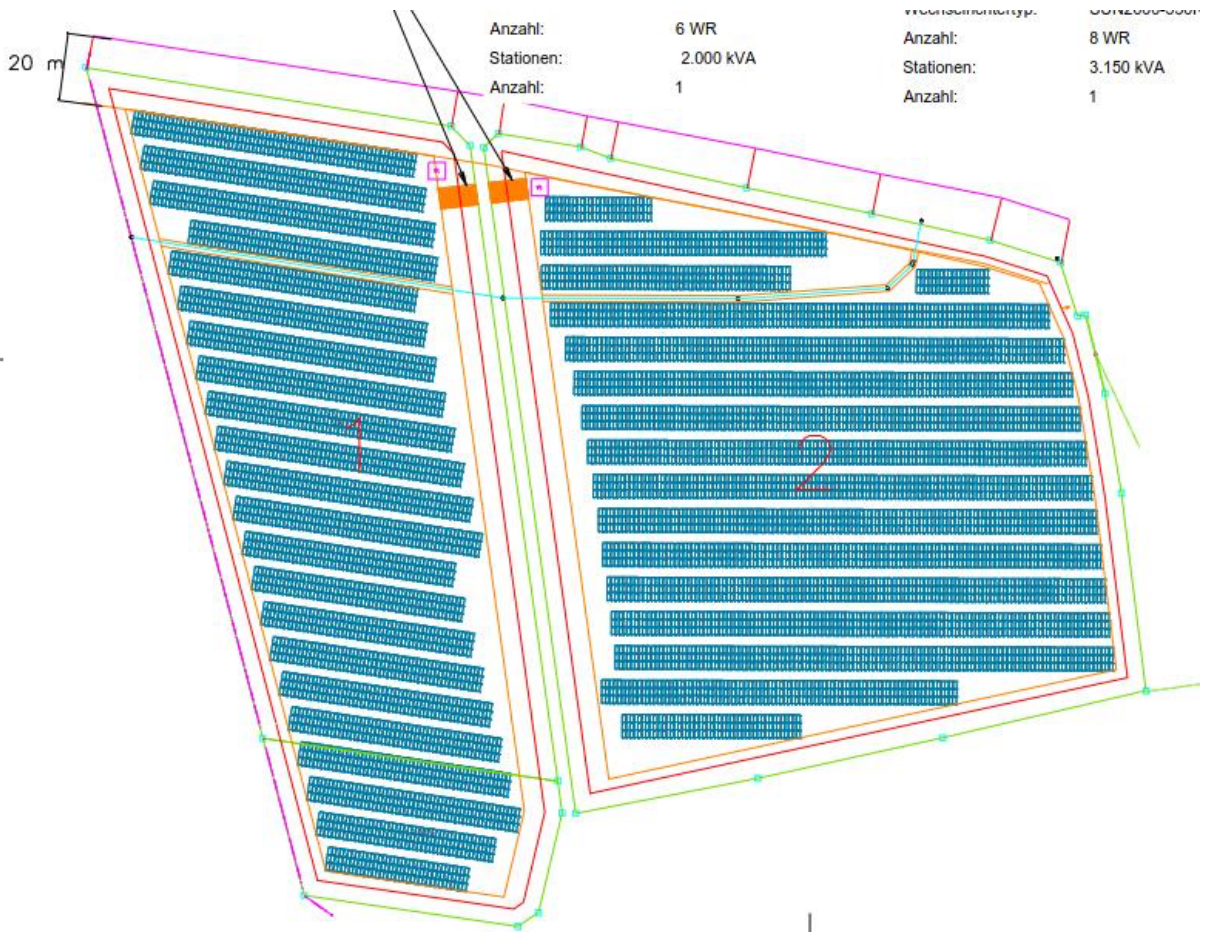 20 m
Anzahl: 6 WR
Stationen: 2.000 kVA
Anzahl: 1
Anzahl: 8 WR
Stationen: 3.150 kVA
Anzahl: 1
1
2